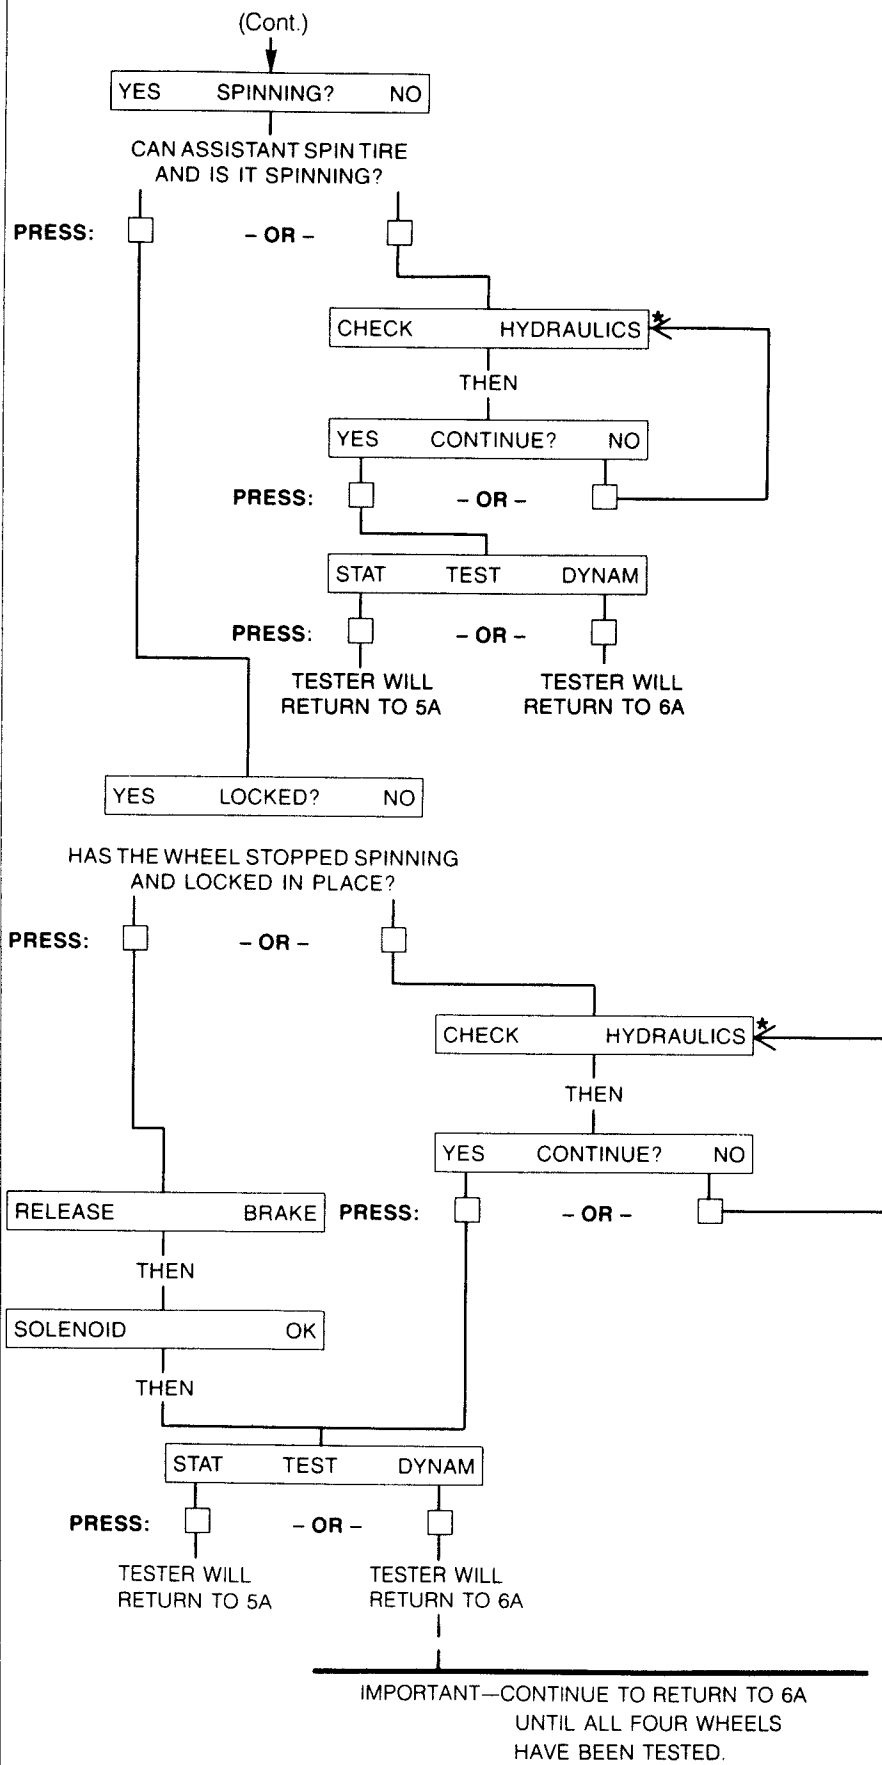 (Cont.)
YES SPINNING? NO
CAN ASSISTANT SPIN TIRE
AND IS IT SPINNING?
PRESS: – OR –
CHECK HYDRAULICS*
THEN
YES CONTINUE? NO
PRESS: – OR –
STAT TEST DYNAM
PRESS: – OR –
TESTER WILL
RETURN TO 5A
TESTER WILL
RETURN TO 6A
YES LOCKED? NO
HAS THE WHEEL STOPPED SPINNING
AND LOCKED IN PLACE?
PRESS: – OR –
CHECK HYDRAULICS*
THEN
YES CONTINUE? NO
PRESS: – OR –
RELEASE BRAKE
THEN
SOLENOID OK
THEN
STAT TEST DYNAM
PRESS: – OR –
TESTER WILL
RETURN TO 5A
TESTER WILL
RETURN TO 6A
IMPORTANT—CONTINUE TO RETURN TO 6A
UNTIL ALL FOUR WHEELS
HAVE BEEN TESTED.